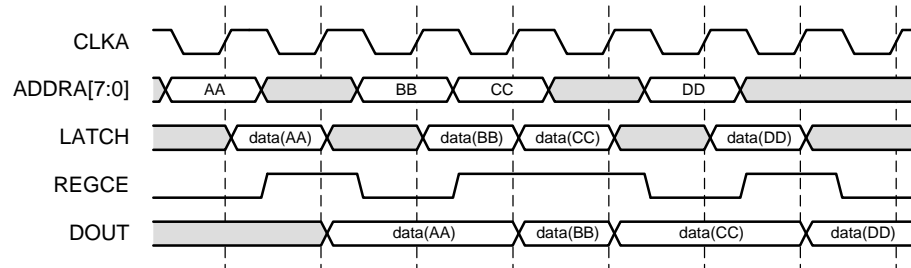 CLKA
ADDRA[7:0] AA BB CC DD
LATCH data(AA) data(BB) data(CC) data(DD)
REGCE
DOUT data(AA) data(BB) data(CC) data(DD)